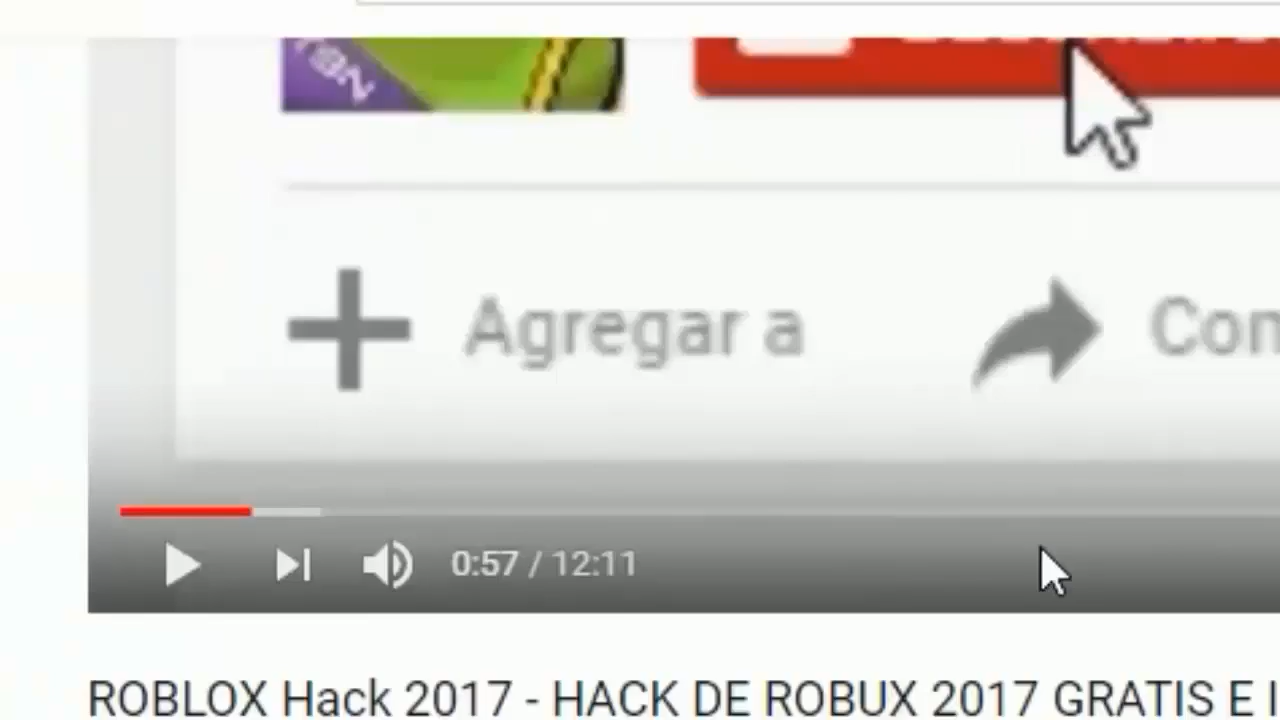 Agregar a
0:57 / 12:11
ROBLOX Hack 2017 - HACK DE ROBUX 2017 GRATIS E